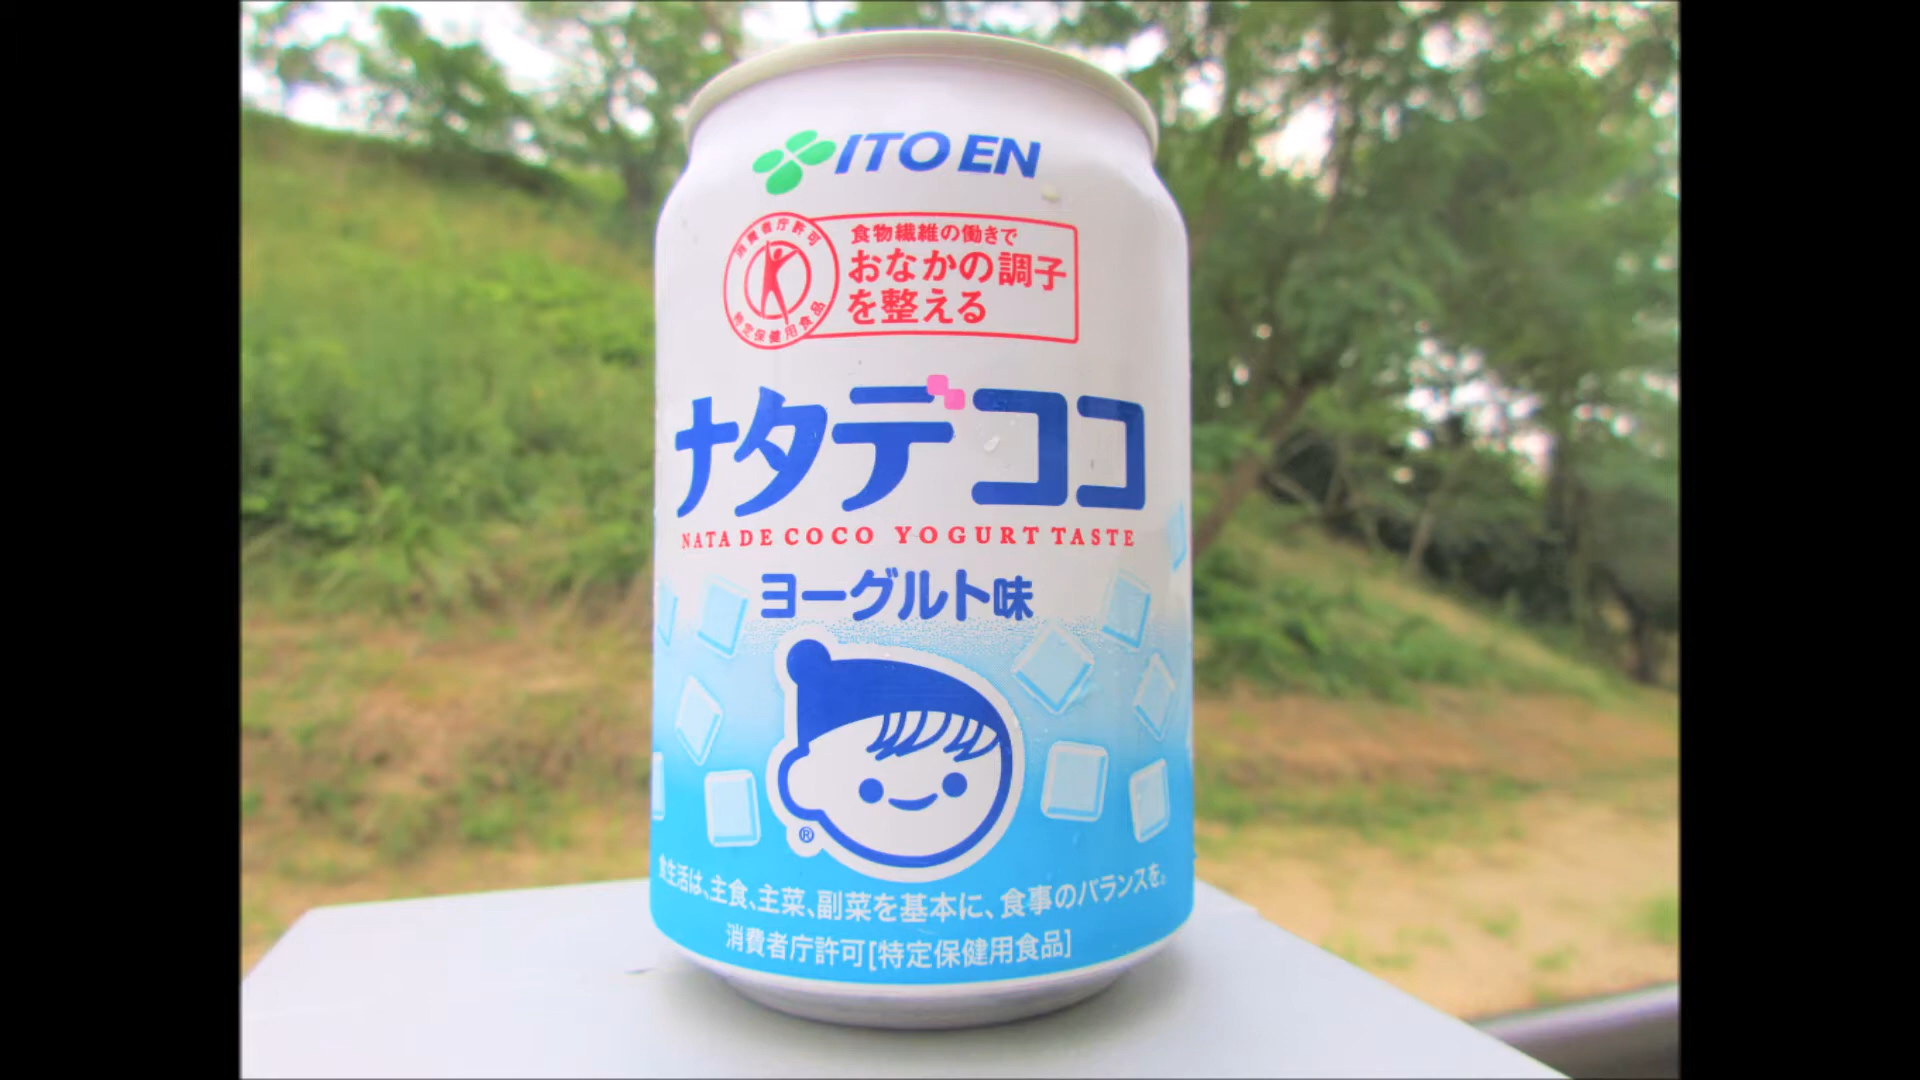 ITO EN
消費者庁許可
特定保健用食品
食物繊維の働きで
おなかの調子
を整える
ナタデココ
NATA DE COCO YOGURT TASTE
ヨーグルト味
®
食生活は、主食、主菜、副菜を基本に、食事のバランスを。
消費者庁許可[特定保健用食品]